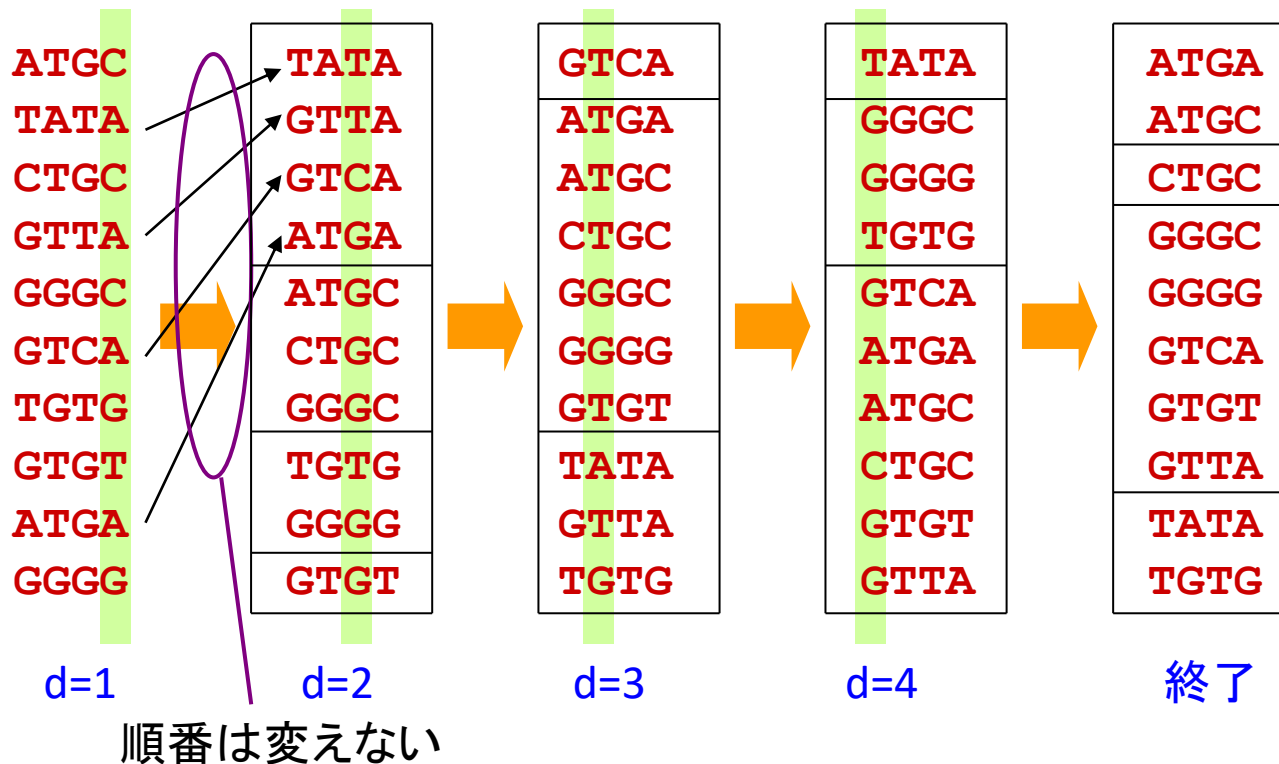 ATGC TATA GTCA TATA ATGA
TATA GTTA ATGA GGGC ATGC
CTGC GTCA ATGC GGGG CTGC
GTTA ATGA CTGC TGTG GGGC
GGGC ATGC GGGC GTCA GGGG
GTCA CTGC GGGG ATGA GTCA
TGTG GGGC GTGT ATGC GTGT
GTGT TGTG TATA CTGC GTTA
ATGA GGGG GTTA GTGT TATA
GGGG GTGT TGTG GTTA TGTG
d=1 d=2 d=3 d=4 終了
順番は変えない